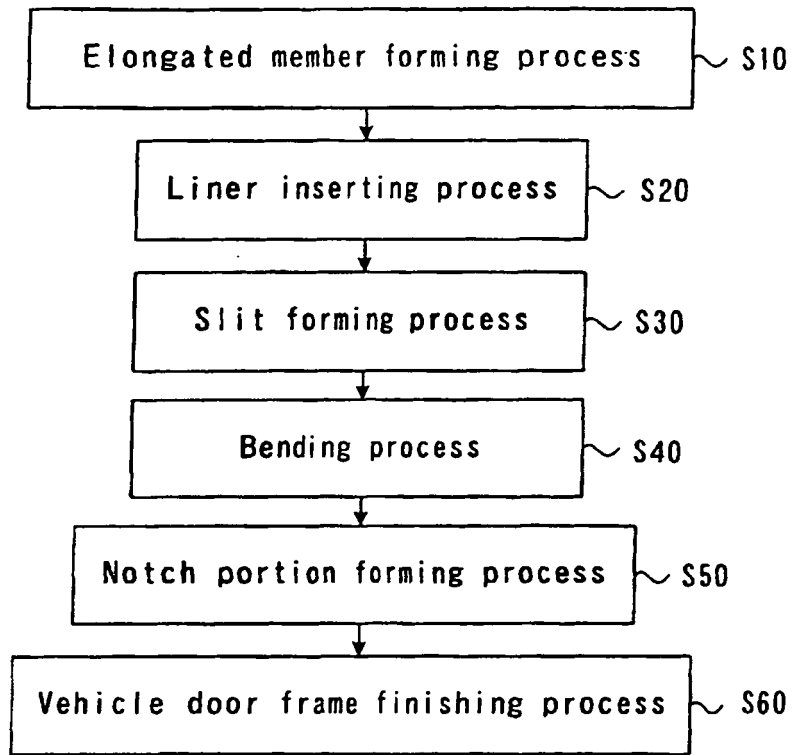 Elongated member forming process S10
Liner inserting process S20
Slit forming process S30
Bending process S40
Notch portion forming process S50
Vehicle door frame finishing process S60